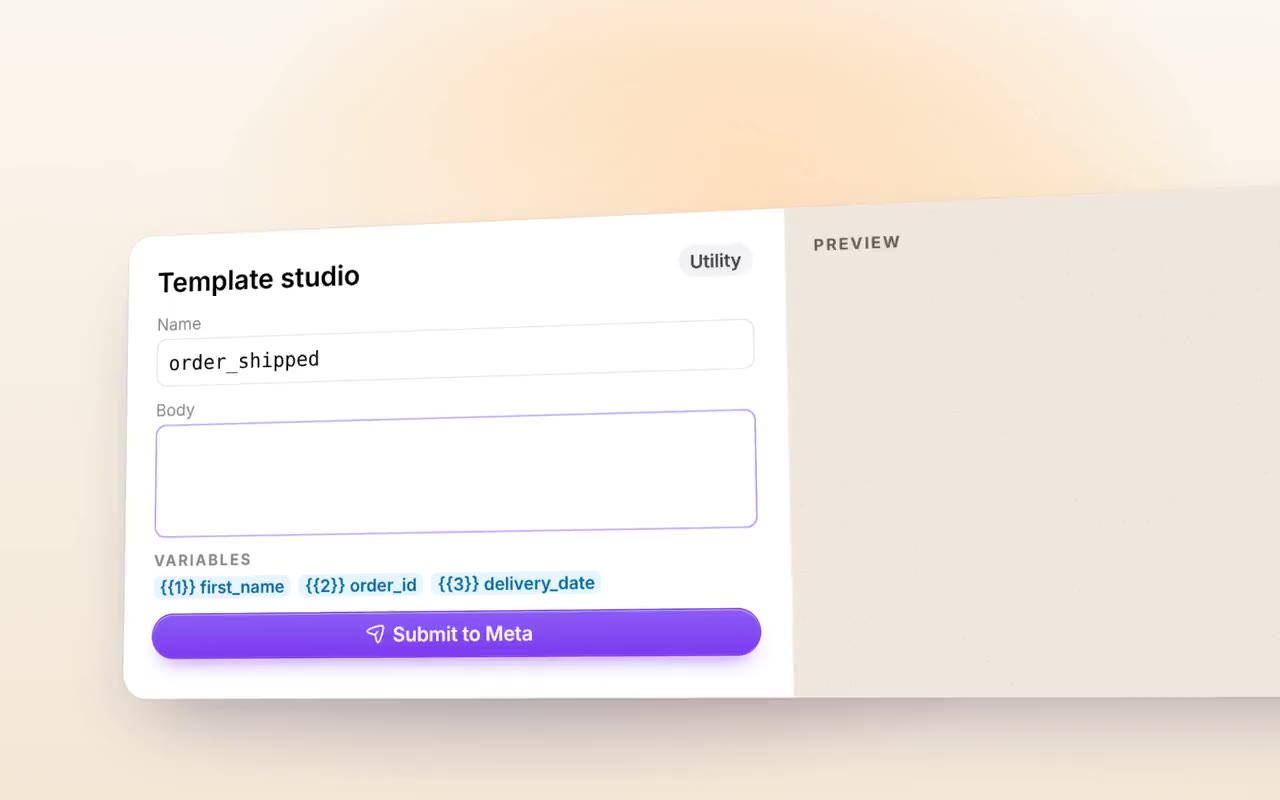 Template studio
Utility
PREVIEW
Name
order_shipped
Body
VARIABLES
{{1}} first_name {{2}} order_id {{3}} delivery_date
Submit to Meta